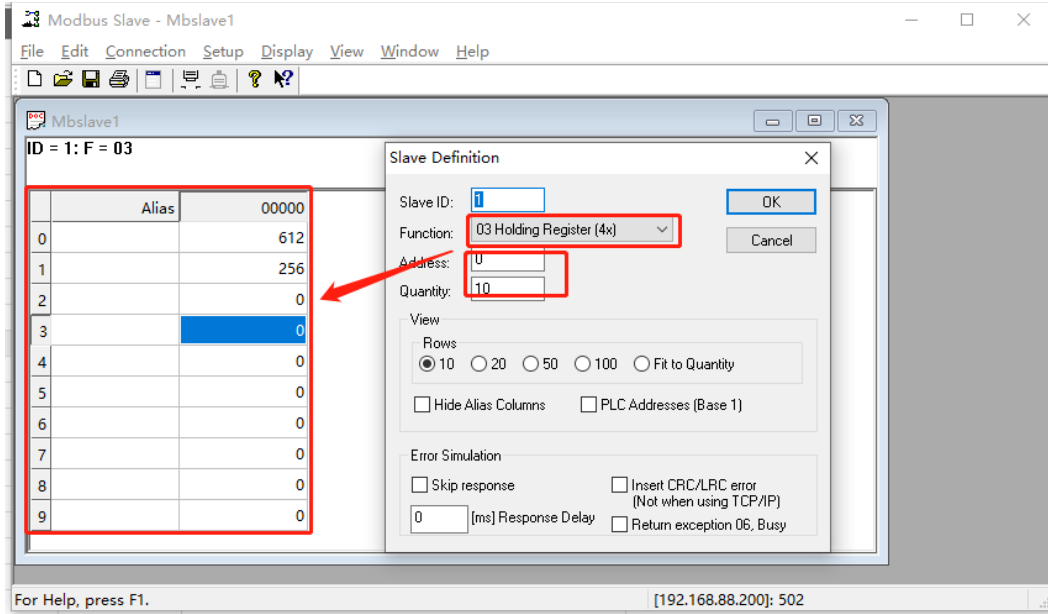 Modbus Slave - Mbslave1
File Edit Connection Setup Display View Window Help
Mbslave1
ID = 1: F = 03
Alias 00000
0 612
1 256
2 0
3 0
4 0
5 0
6 0
7 0
8 0
9 0
Slave Definition
Slave ID: 1
OK
Function: 03 Holding Register (4x)
Cancel
Address: 0
Quantity: 10
View
Rows
10 20 50 100 Fit to Quantity
Hide Alias Columns PLC Addresses (Base 1)
Error Simulation
Skip response
Insert CRC/LRC error
(Not when using TCP/IP)
0 [ms] Response Delay
Return exception 06, Busy
For Help, press F1.
[192.168.88.200]: 502